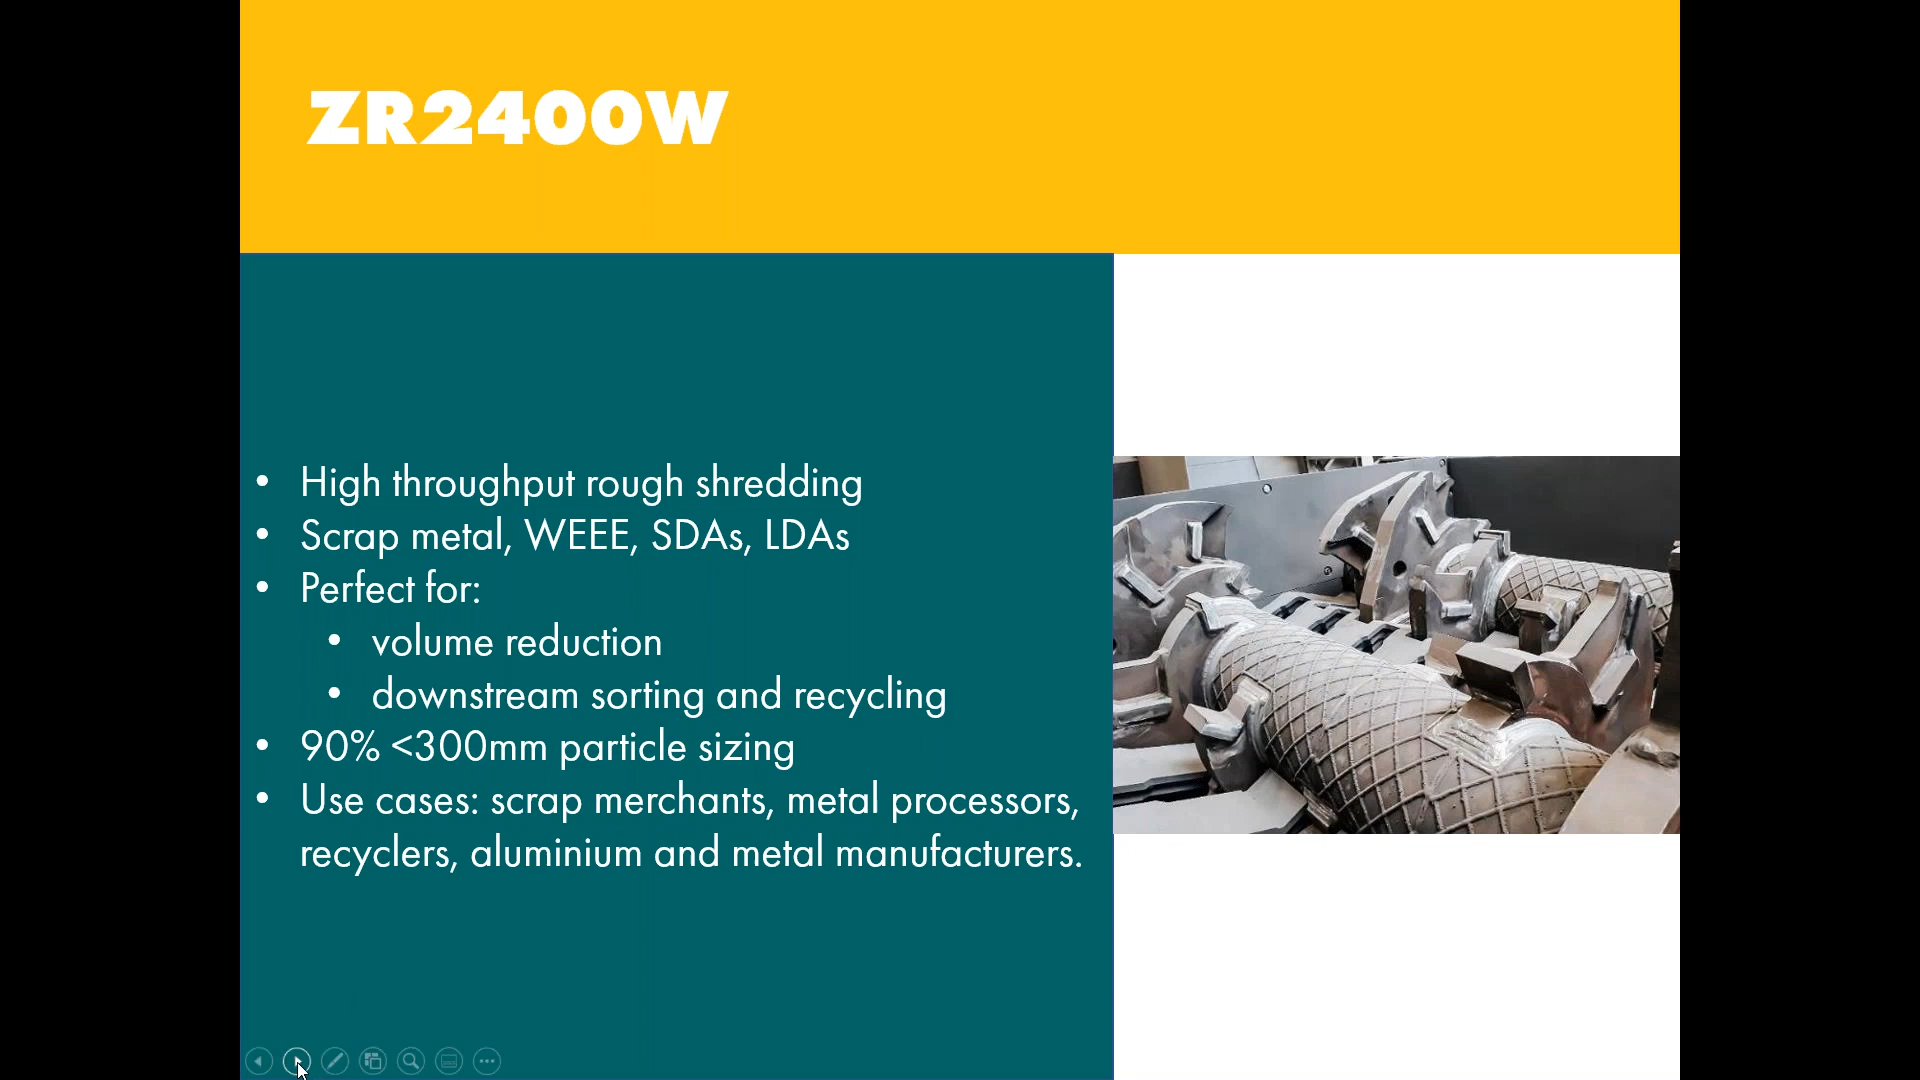 ZR2400W
• High throughput rough shredding
• Scrap metal, WEEE, SDAs, LDAs
• Perfect for:
• volume reduction
• downstream sorting and recycling
• 90% <300mm particle sizing
• Use cases: scrap merchants, metal processors,
recyclers, aluminium and metal manufacturers.